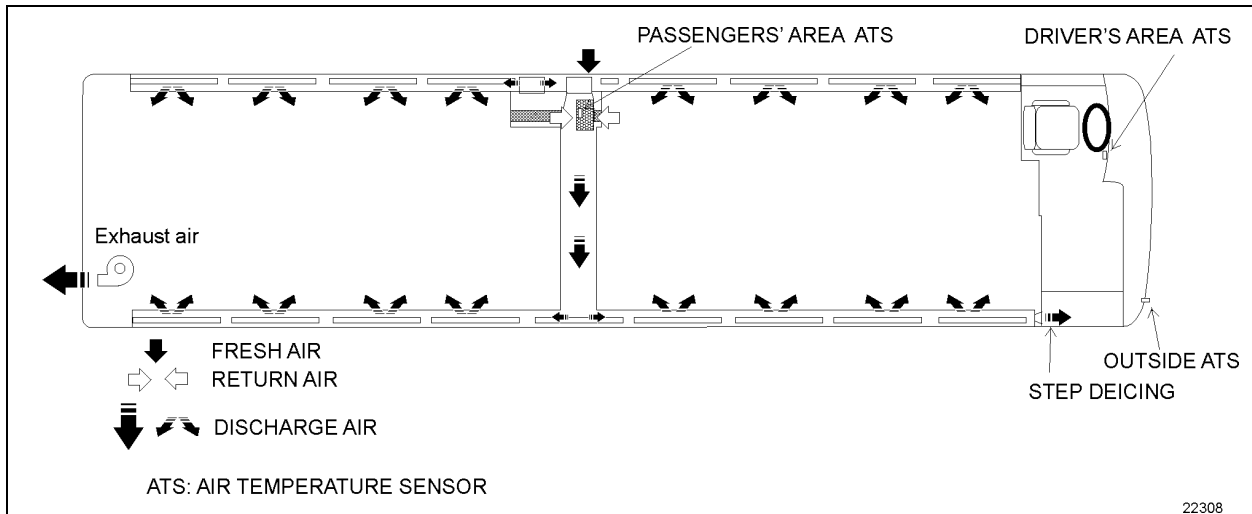 PASSENGERS' AREA ATS
DRIVER'S AREA ATS
Exhaust air
FRESH AIR
RETURN AIR
DISCHARGE AIR
OUTSIDE ATS
STEP DEICING
ATS: AIR TEMPERATURE SENSOR
22308